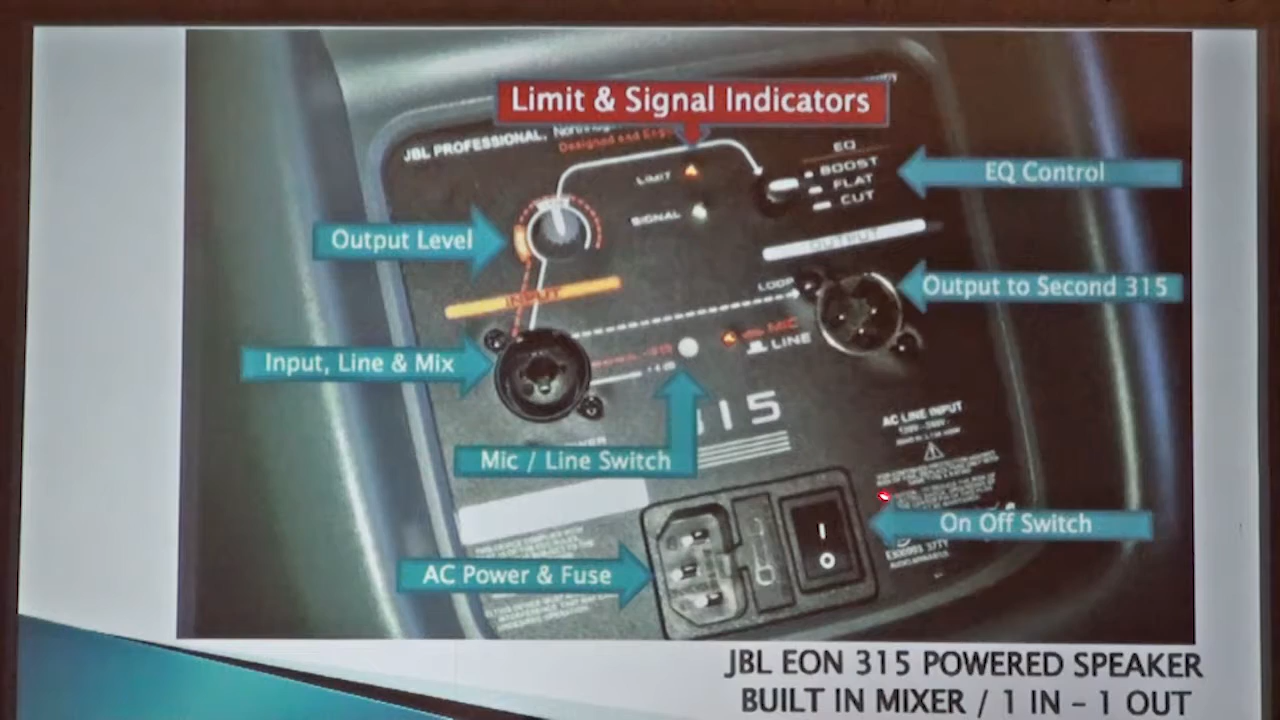 Limit & Signal Indicators
JBL PROFESSIONAL.
EQ
BOOST
FLAT
CUT
EQ Control
LIMIT
SIGNAL
Output Level
OUTPUT
LOOP
Output to Second 315
INPUT
MIC
LINE
Input, Line & Mix
315
Mic / Line Switch
AC LINE INPUT
On Off Switch
AC Power & Fuse
JBL EON 315 POWERED SPEAKER
BUILT IN MIXER / 1 IN – 1 OUT